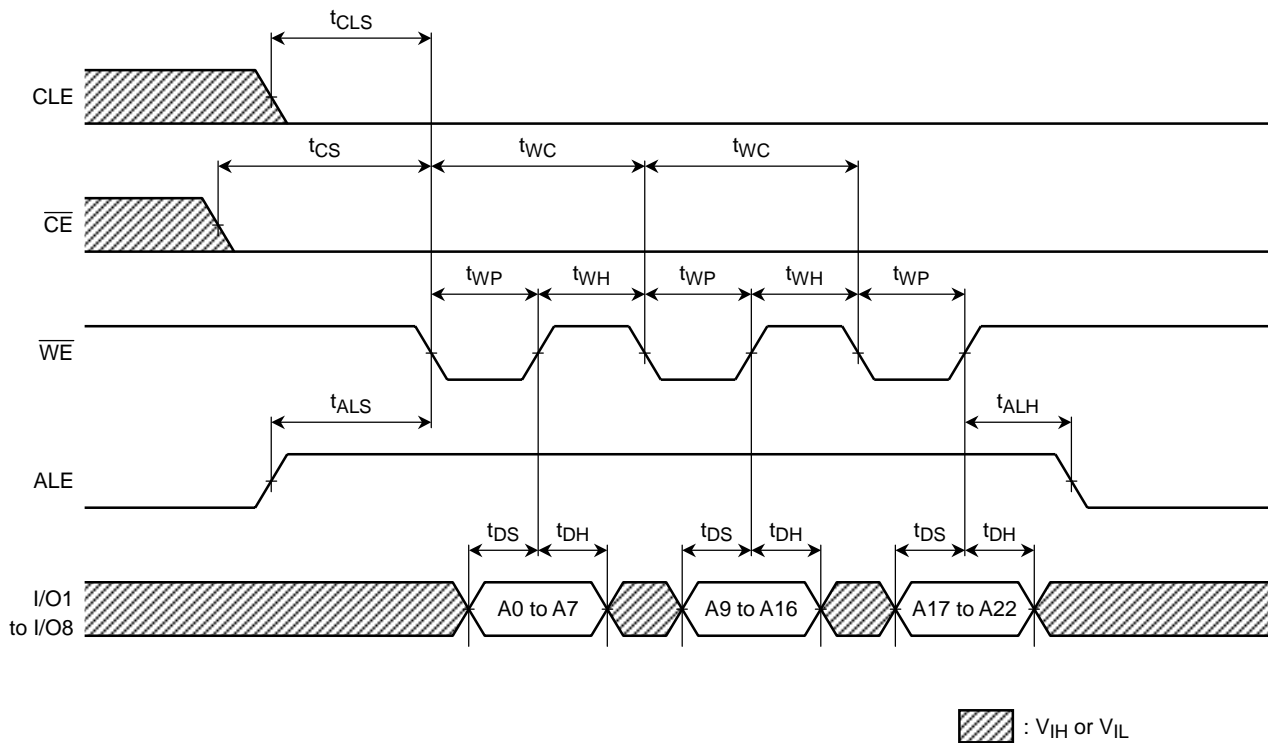 tCLS
CLE
tCS
tWC
tWC
CE
tWP
tWH
tWP
tWH
tWP
WE
tALS
tALH
ALE
tDS
tDH
tDS
tDH
tDS
tDH
I/O1
to I/O8
A0 to A7
A9 to A16
A17 to A22
: VIH or VIL